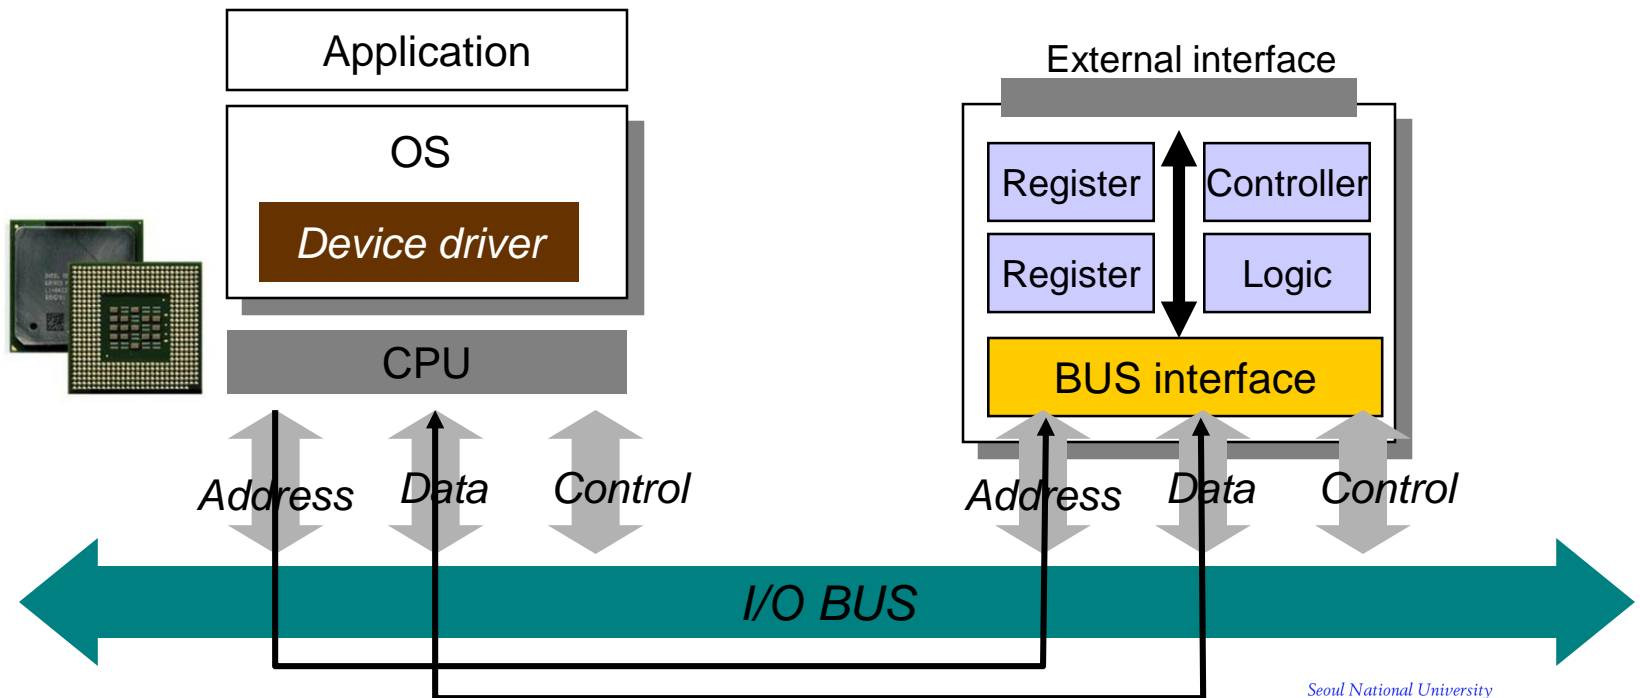 Application
OS
Device driver
CPU
Address
Data
Control
External interface
Register
Controller
Register
Logic
BUS interface
Address
Data
Control
I/O BUS
Seoul National University